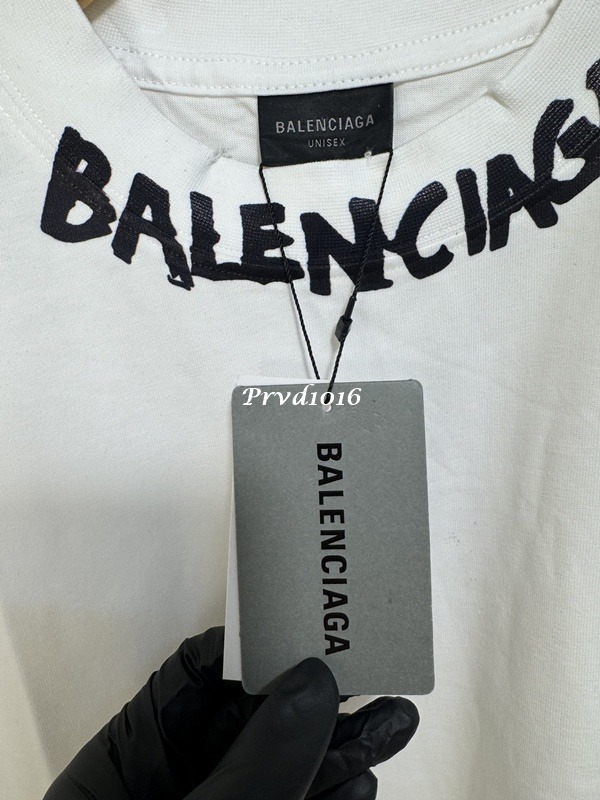 BALENCIAGA
UNISEX
BALENCIAG
Prvd1016
BALENCIAGA